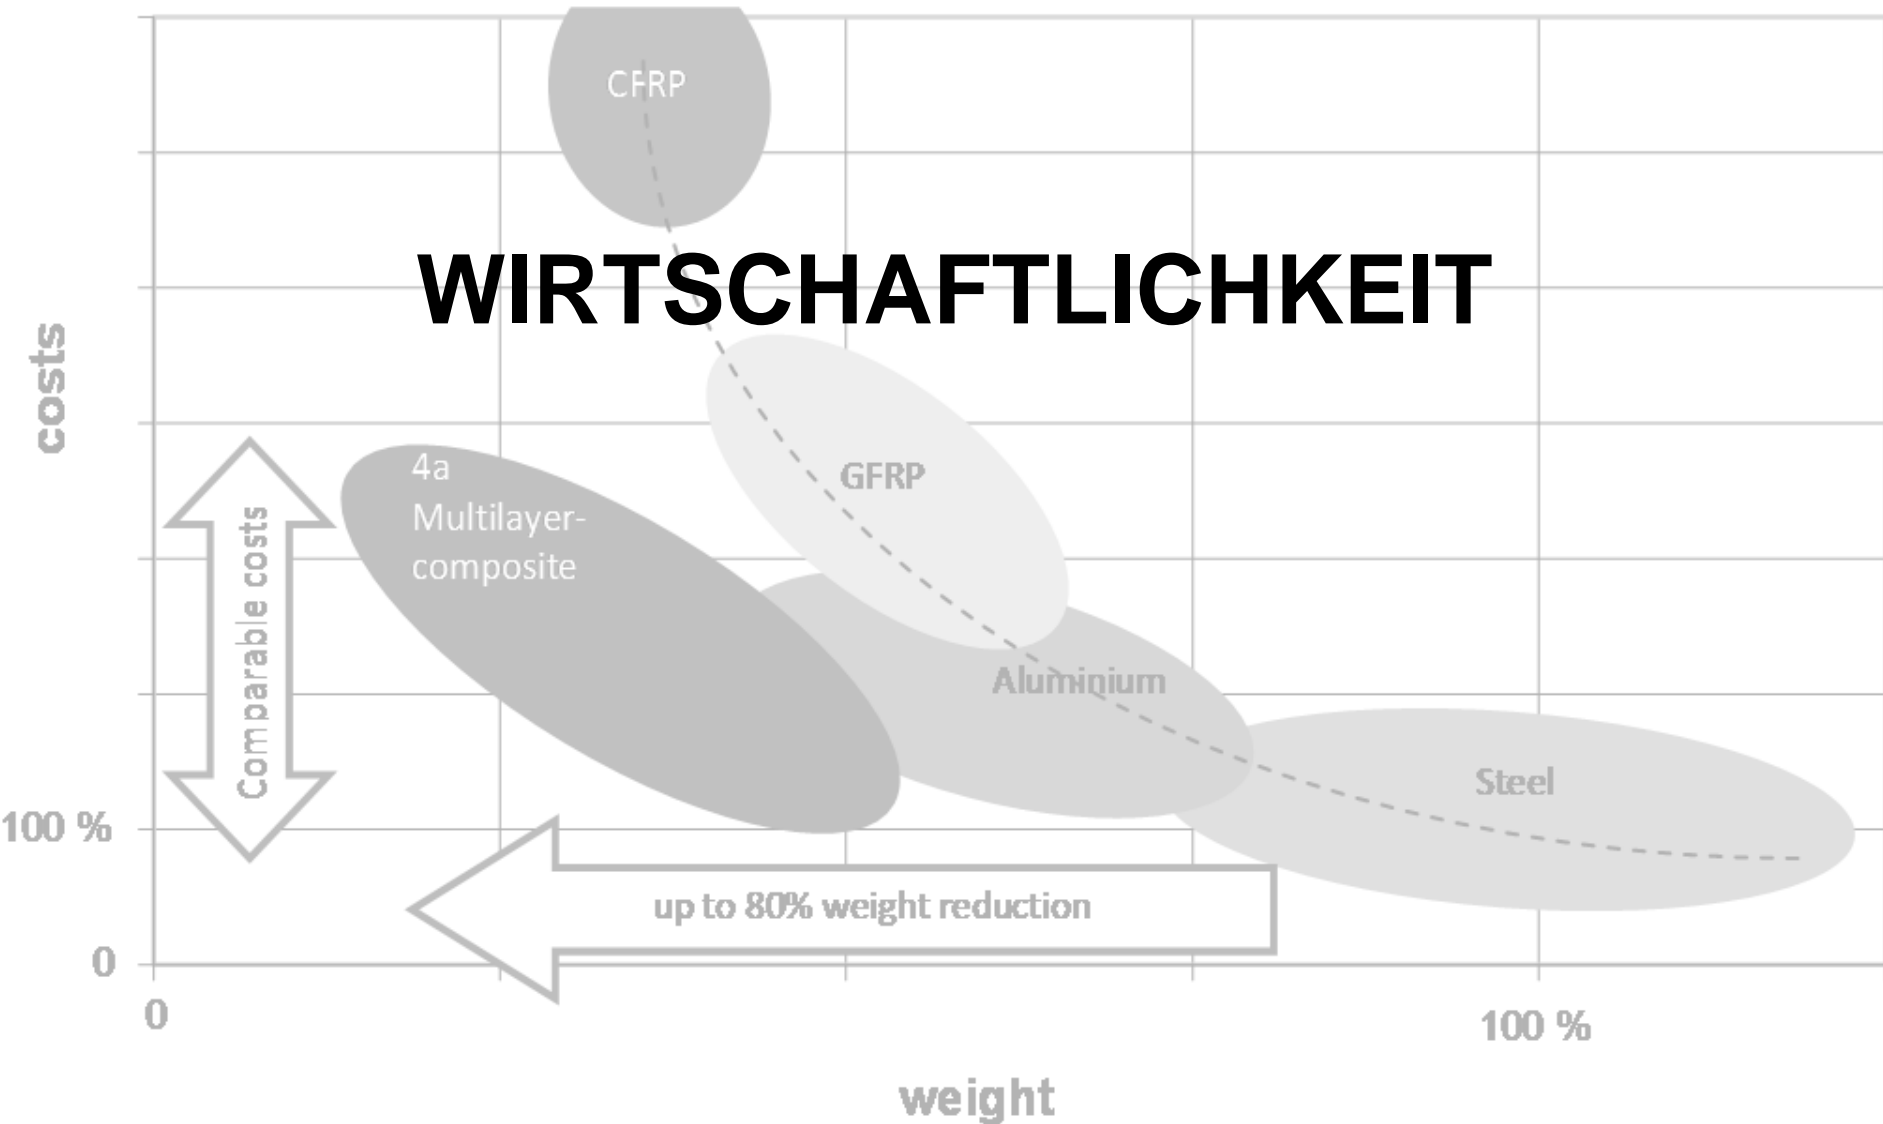 CFRP
WIRTSCHAFTLICHKEIT
costs
GFRP
4a
Multilayer-
composite
Comparable costs
Aluminium
Steel
100 %
up to 80% weight reduction
0
0
100 %
weight